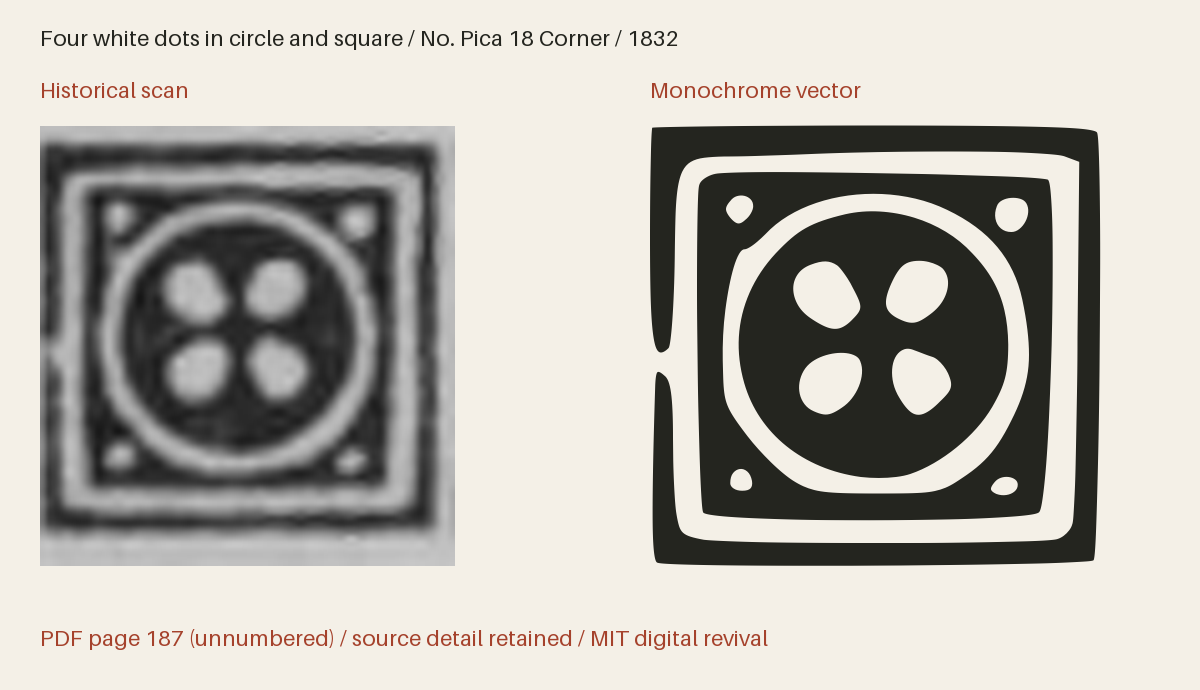 Four white dots in circle and square / No. Pica 18 Corner / 1832
Historical scan
Monochrome vector
PDF page 187 (unnumbered) / source detail retained / MIT digital revival